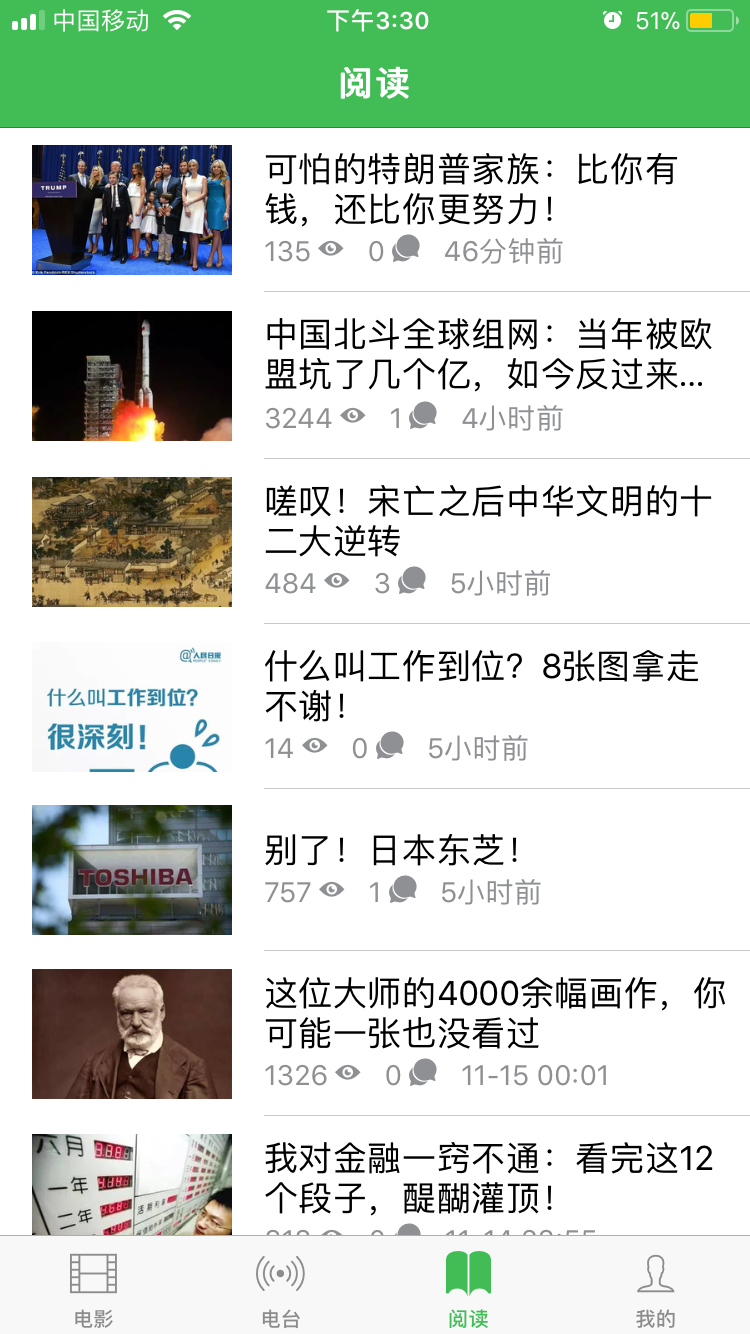 中国移动 下午3:30 51%
阅读
TRUMP
可怕的特朗普家族：比你有
钱，还比你更努力！
135 0 46分钟前
中国北斗全球组网：当年被欧
盟坑了几个亿，如今反过来...
3244 1 4小时前
嗟叹！宋亡之后中华文明的十
二大逆转
484 3 5小时前
@人民日报
什么叫工作到位？
很深刻！
什么叫工作到位？8张图拿走
不谢！
14 0 5小时前
TOSHIBA
别了！日本东芝！
757 1 5小时前
这位大师的4000余幅画作，你
可能一张也没看过
1326 0 11-15 00:01
六月
一年
二年
活期利率
我对金融一窍不通：看完这12
个段子，醍醐灌顶！
电影 电台 阅读 我的